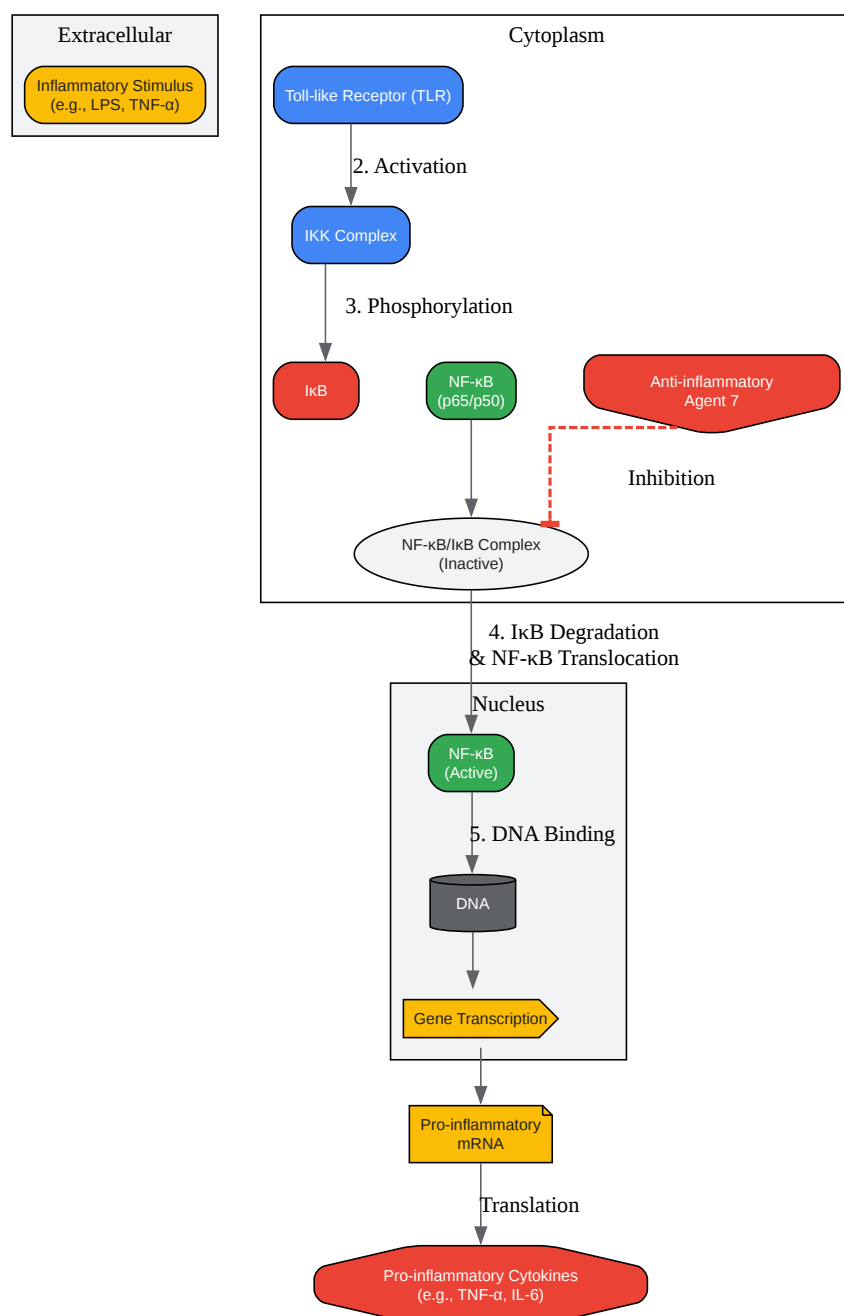 Extracellular
Inflammatory Stimulus
(e.g., LPS, TNF-α)
Cytoplasm
Toll-like Receptor (TLR)
2. Activation
IKK Complex
3. Phosphorylation
IκB
NF-κB
(p65/p50)
Anti-inflammatory
Agent 7
Inhibition
NF-κB/IκB Complex
(Inactive)
4. IκB Degradation
& NF-κB Translocation
Nucleus
NF-κB
(Active)
5. DNA Binding
DNA
Gene Transcription
Pro-inflammatory
mRNA
Translation
Pro-inflammatory Cytokines
(e.g., TNF-α, IL-6)